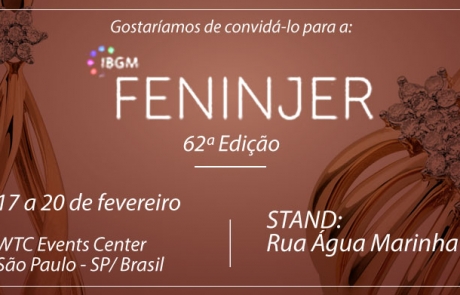 Gostaríamos de convidá-lo para a:
IBGM
FENINJER
62ª Edição
17 a 20 de fevereiro
WTC Events Center
São Paulo - SP/ Brasil
STAND:
Rua Água Marinha